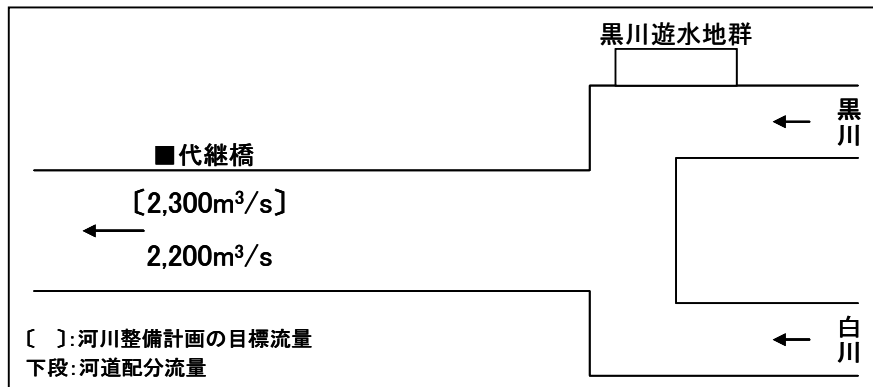 黒川遊水地群
黒川
■代継橋
〔2,300m³/s〕
2,200m³/s
〔　〕:河川整備計画の目標流量
下段:河道配分流量
白川